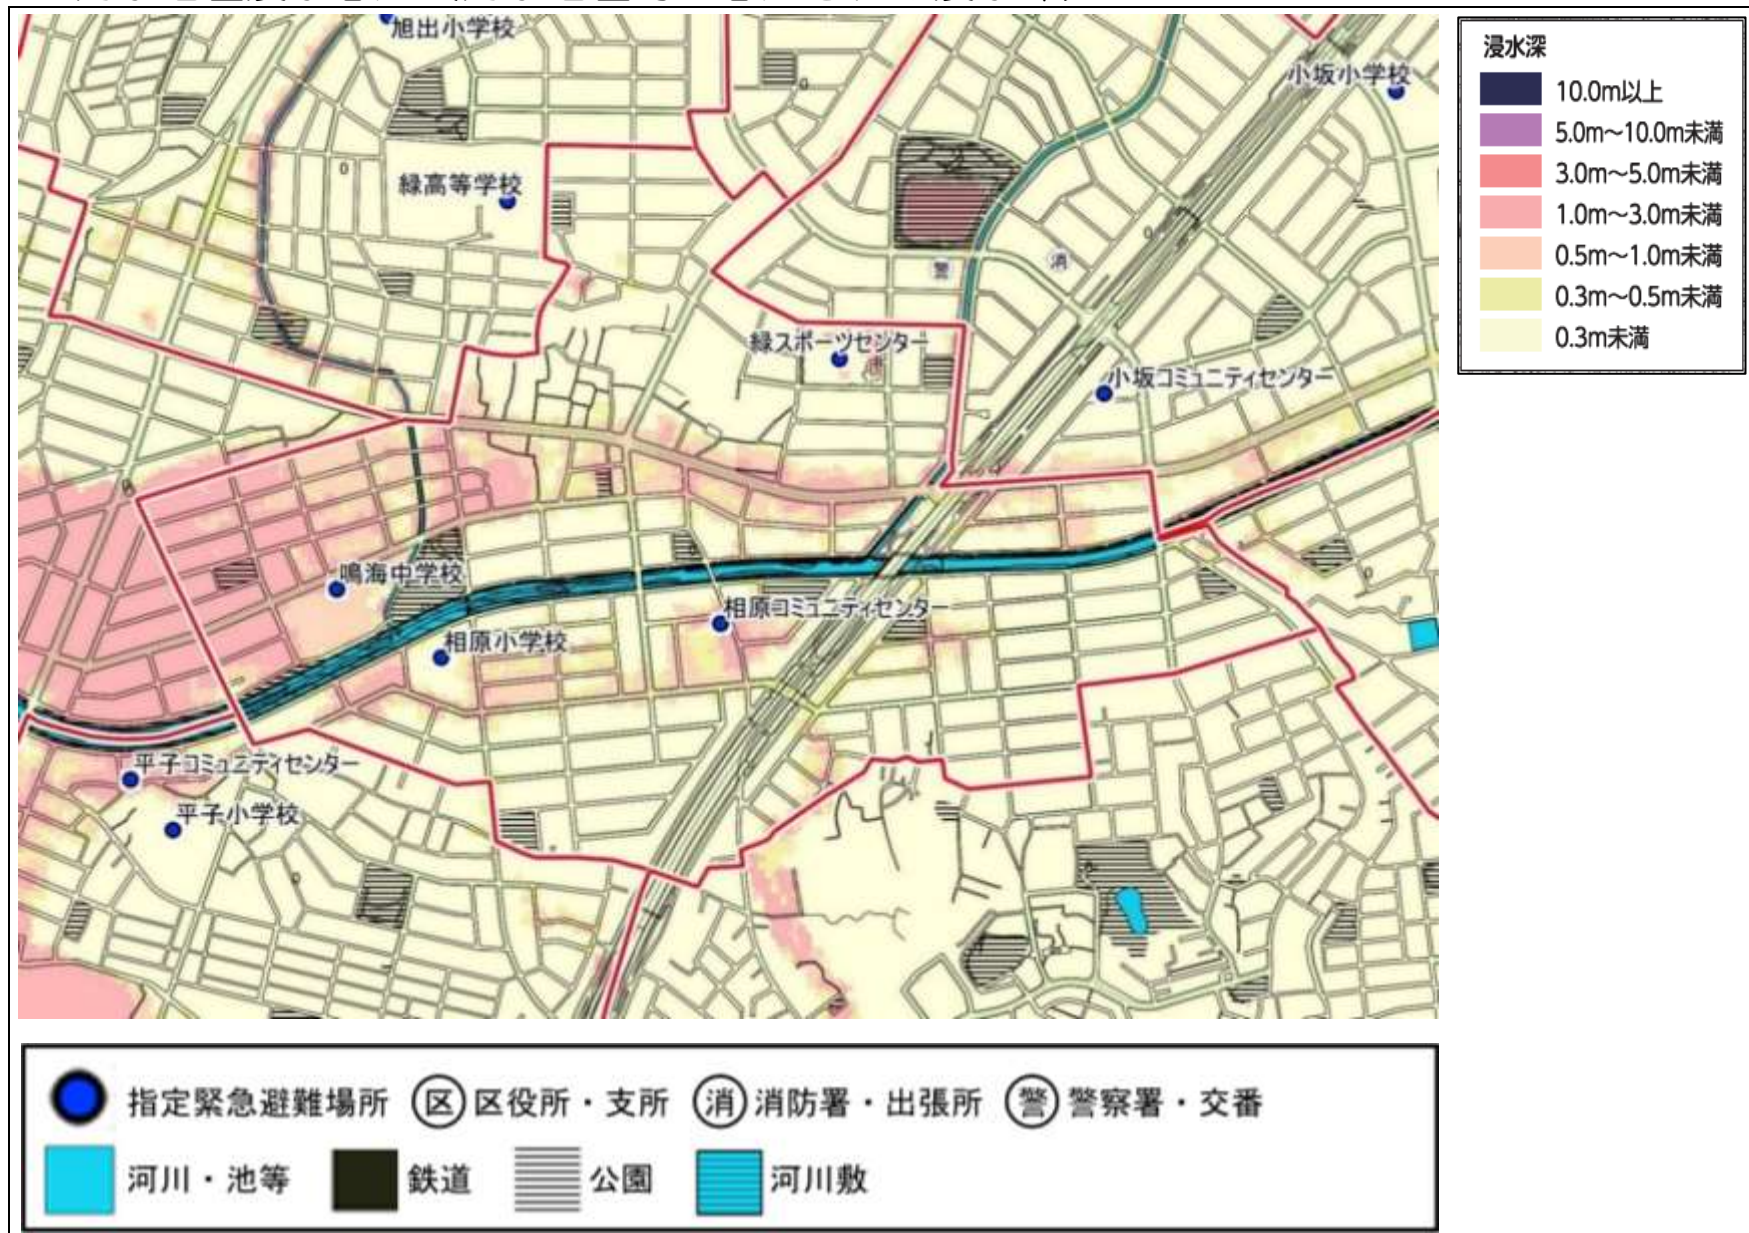 旭出小学校
小坂小学校
緑高等学校
警
消
緑スポーツセンター
小坂コミュニティセンター
鳴海中学校
相原コミュニティセンター
相原小学校
平子コミュニティセンター
平子小学校
浸水深
10.0m以上
5.0m～10.0m未満
3.0m～5.0m未満
1.0m～3.0m未満
0.5m～1.0m未満
0.3m～0.5m未満
0.3m未満
指定緊急避難場所 区 区役所・支所 消 消防署・出張所 警 警察署・交番
河川・池等 鉄道 公園 河川敷